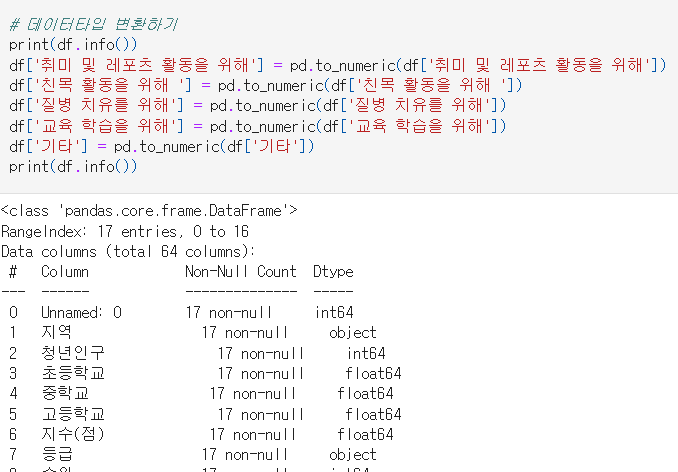 # 데이터타입 변환하기
print(df.info())
df['취미 및 레포츠 활동을 위해'] = pd.to_numeric(df['취미 및 레포츠 활동을 위해'])
df['친목 활동을 위해 '] = pd.to_numeric(df['친목 활동을 위해 '])
df['질병 치유를 위해'] = pd.to_numeric(df['질병 치유를 위해'])
df['교육 학습을 위해'] = pd.to_numeric(df['교육 학습을 위해'])
df['기타'] = pd.to_numeric(df['기타'])
print(df.info())
<class 'pandas.core.frame.DataFrame'>
RangeIndex: 17 entries, 0 to 16
Data columns (total 64 columns):
# Column Non-Null Count Dtype
--- ------ -------------- -----
0 Unnamed: 0 17 non-null int64
1 지역 17 non-null object
2 청년인구 17 non-null int64
3 초등학교 17 non-null float64
4 중학교 17 non-null float64
5 고등학교 17 non-null float64
6 지수(점) 17 non-null float64
7 등급 17 non-null object